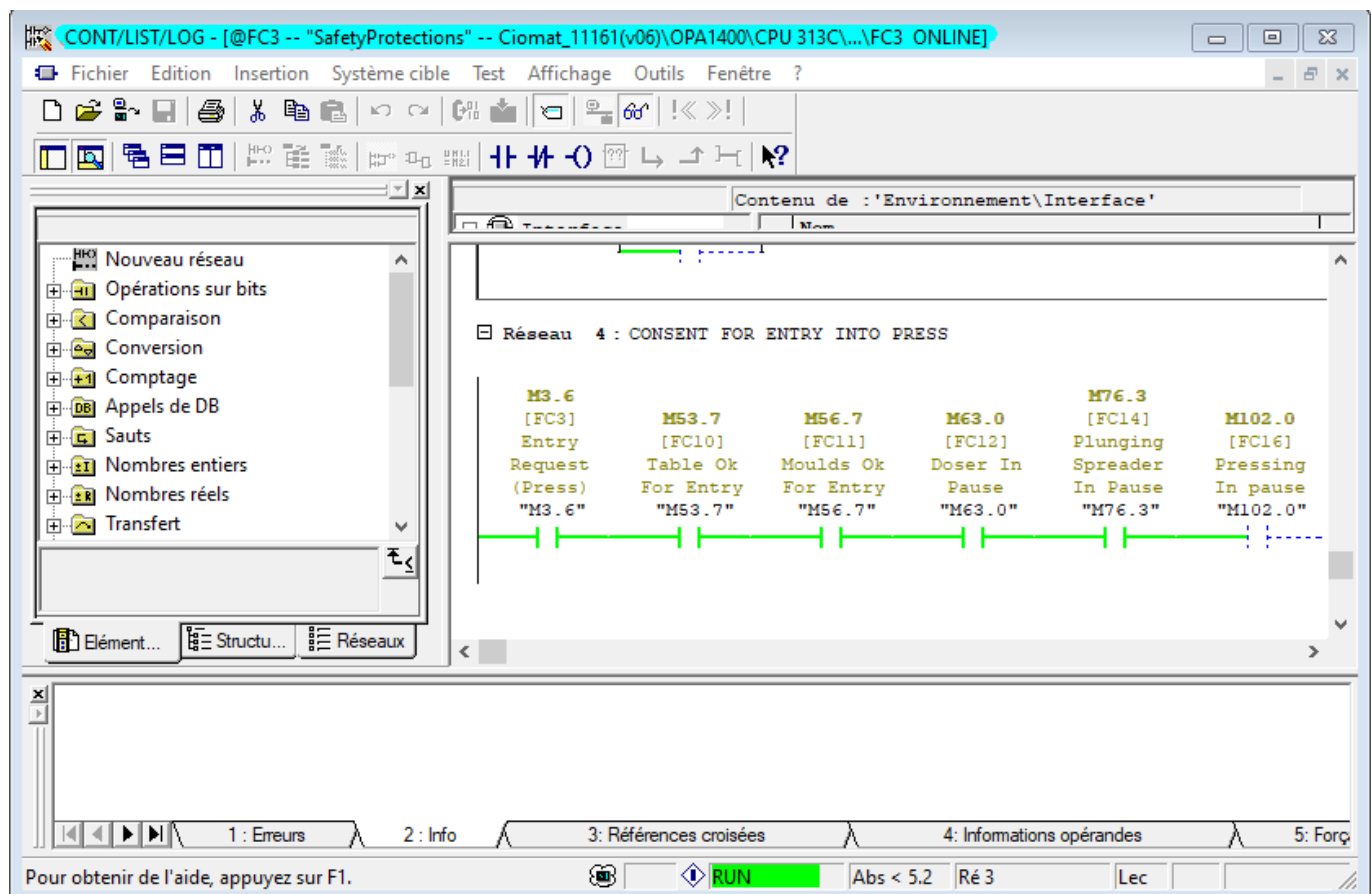 CONT/LIST/LOG - [@FC3 -- "SafetyProtections" -- Ciomat_11161(v06)\OPA1400\CPU 313C\...\FC3 ONLINE]
Fichier Edition Insertion Système cible Test Affichage Outils Fenêtre ?
Contenu de :'Environnement\Interface'
Interface Nom
Nouveau réseau
Opérations sur bits
Comparaison
Conversion
Comptage
Appels de DB
Sauts
Nombres entiers
Nombres réels
Transfert
Elément... Structu... Réseaux
Réseau 4 : CONSENT FOR ENTRY INTO PRESS
M3.6 M76.3
[FC3] M53.7 M56.7 M63.0 [FC14] M102.0
Entry [FC10] [FC11] [FC12] Plunging [FC16]
Request Table Ok Moulds Ok Doser In Spreader Pressing
(Press) For Entry For Entry Pause In Pause In pause
"M3.6" "M53.7" "M56.7" "M63.0" "M76.3" "M102.0"
1 : Erreurs 2 : Info 3: Références croisées 4: Informations opérandes 5: Forç
Pour obtenir de l'aide, appuyez sur F1. RUN Abs < 5.2 Ré 3 Lec